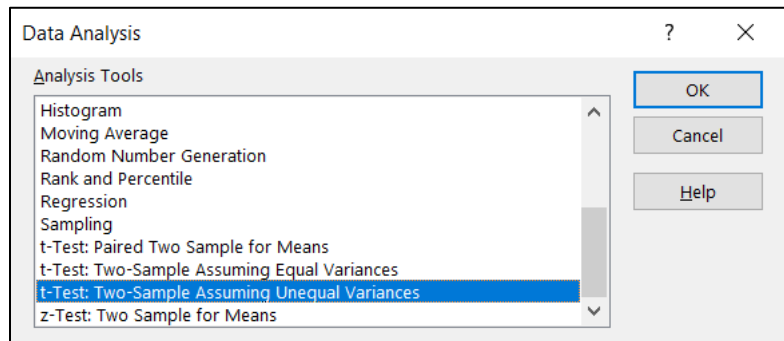 Data Analysis
?
Analysis Tools
Histogram
Moving Average
Random Number Generation
Rank and Percentile
Regression
Sampling
t-Test: Paired Two Sample for Means
t-Test: Two-Sample Assuming Equal Variances
t-Test: Two-Sample Assuming Unequal Variances
z-Test: Two Sample for Means
OK
Cancel
Help